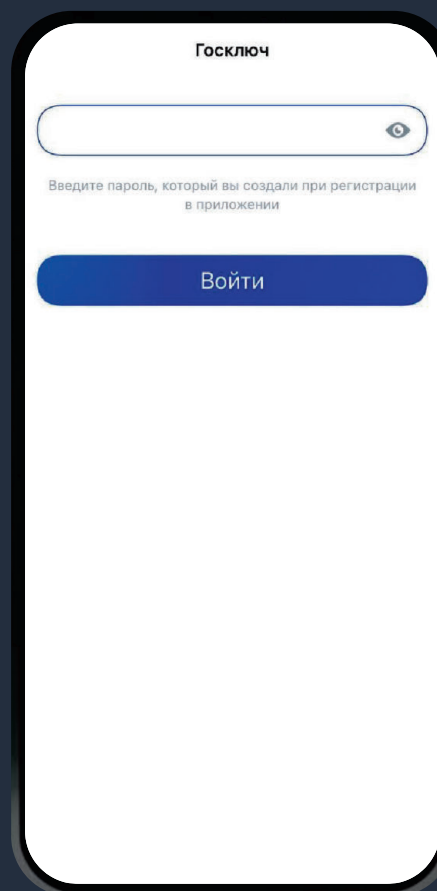 Госключ
Введите пароль, который вы создали при регистрации
в приложении
Войти